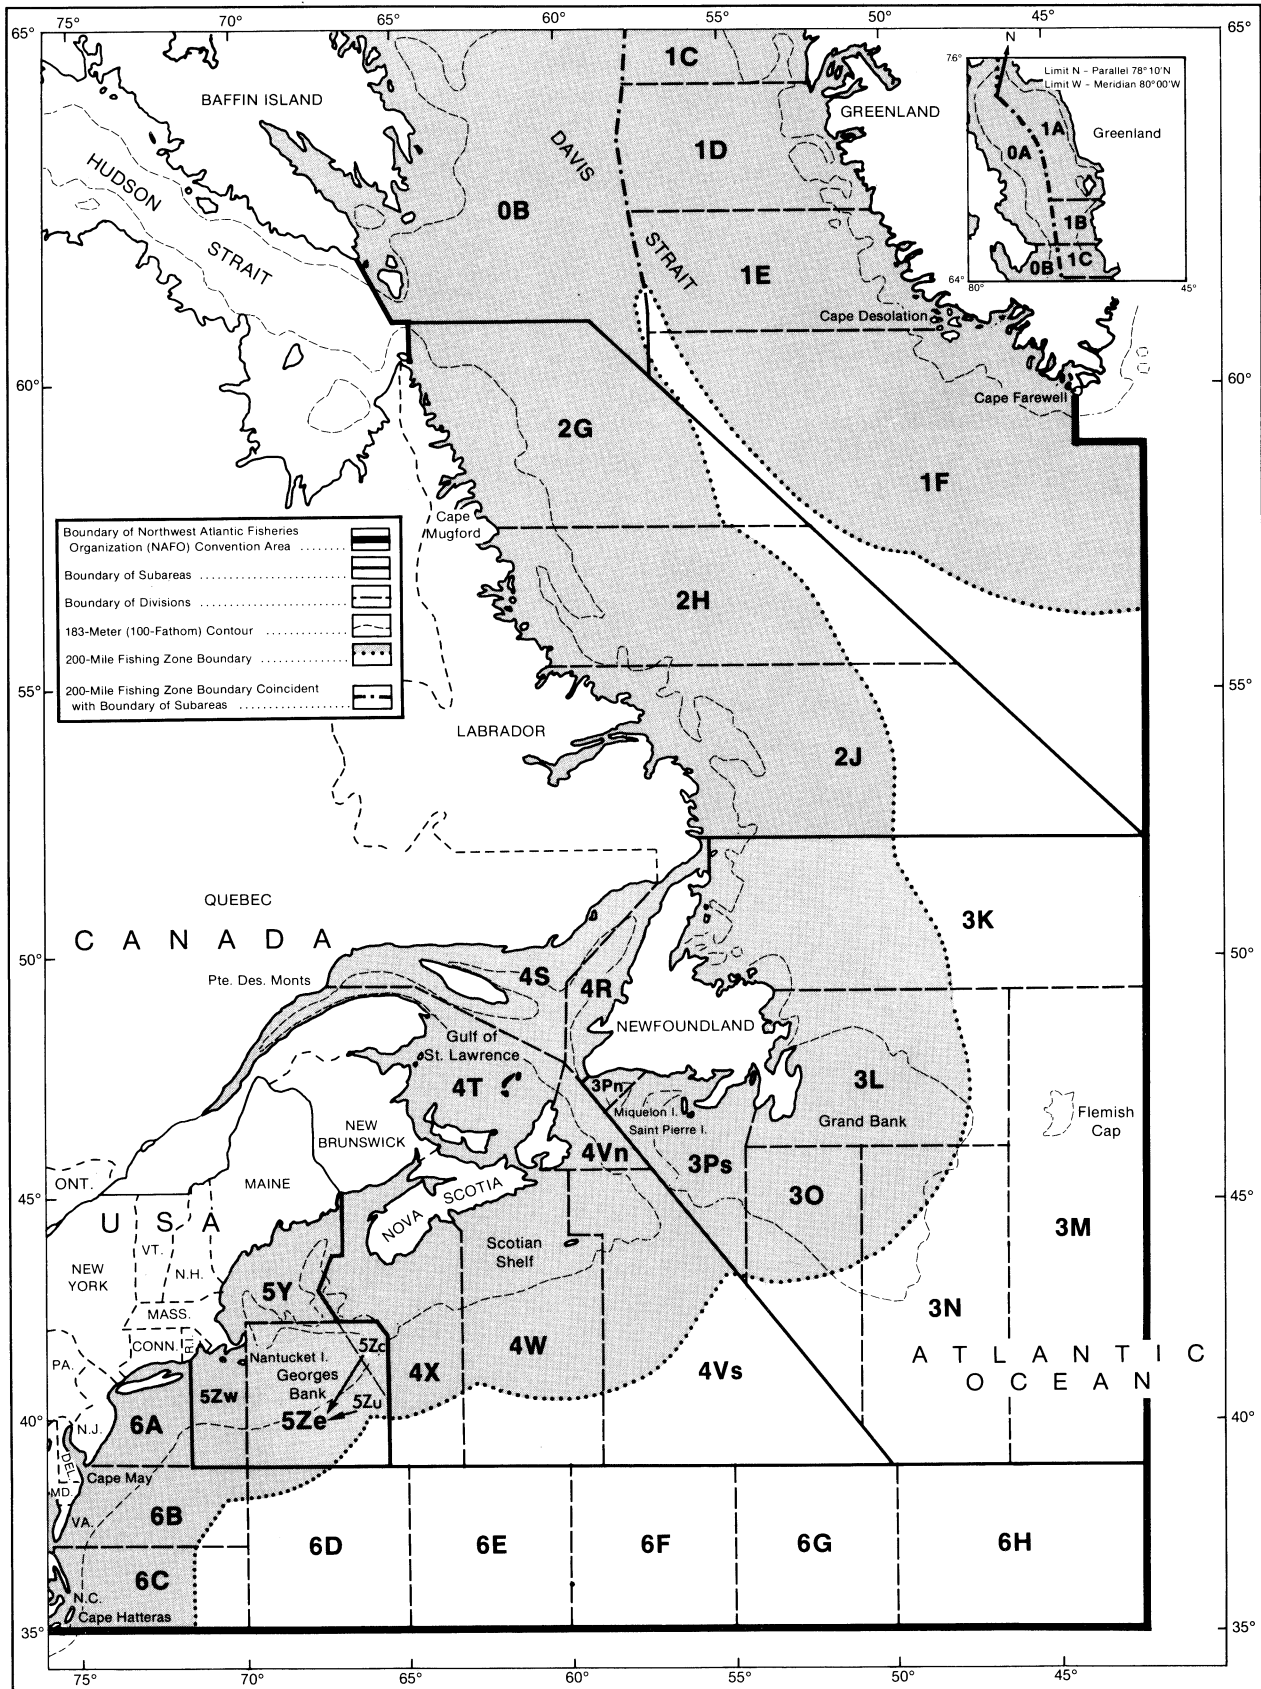 75° 70° 65° 60° 55° 50° 45°
65° 65°
1C
N
76°
Limit N – Parallel 78°10'N
Limit W – Meridian 80°00'W
BAFFIN ISLAND
GREENLAND
1A
Greenland
0A
DAVIS
1D
HUDSON
0B
1B
STRAIT
STRAIT
1E
1C
0B
64°
80° 45°
Cape Desolation
60° 60°
Cape Farewell
2G
1F
Cape
Mugford
Boundary of Northwest Atlantic Fisheries
Organization (NAFO) Convention Area ........
Boundary of Subareas ....................
Boundary of Divisions ....................
183-Meter (100-Fathom) Contour ..............
200-Mile Fishing Zone Boundary .............
200-Mile Fishing Zone Boundary Coincident
with Boundary of Subareas ..............
2H
55° 55°
LABRADOR
2J
QUEBEC
3K
CANADA
50° 50°
Pte. Des. Monts
4S
4R
NEWFOUNDLAND
Gulf of
St. Lawrence
4T
3Pn
3L
Miquelon I.
Saint Pierre I.
Grand Bank
Flemish
Cap
NEW
BRUNSWICK
4Vn
3Ps
ONT.
MAINE
45° 45°
NOVA SCOTIA
3O
USA
3M
VT.
Scotian
Shelf
NEW
YORK
N.H.
5Y
3N
MASS.
CONN.
R.I.
PA.
Nantucket I.
Georges
Bank
5Zc
4W
4X
4Vs
ATLANTIC
OCEAN
5Zw
5Zu
5Ze
40° 40°
N.J.
6A
DEL.
Cape May
MD.
VA.
6B
6D 6E 6F 6G 6H
6C
N.C.
Cape Hatteras
35° 35°
75° 70° 65° 60° 55° 50° 45°